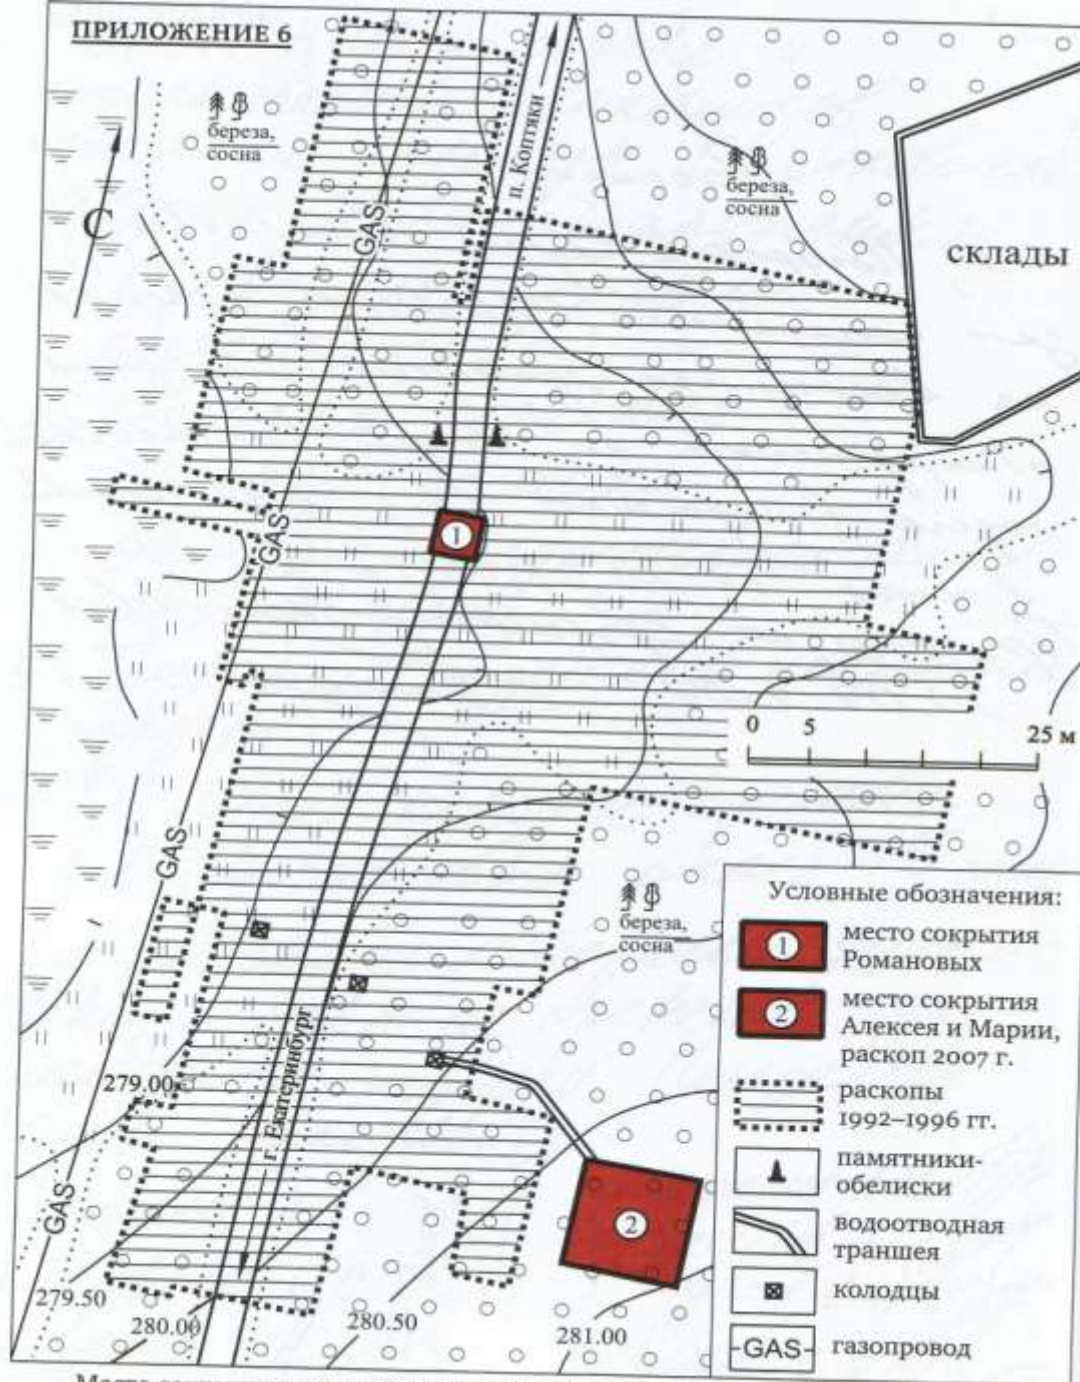 ПРИЛОЖЕНИЕ 6
С
береза,
сосна
GAS
п. Коптяки
береза,
сосна
склады
1
GAS
0 5 25 м
GAS
береза,
сосна
г. Екатеринбург
279.00
GAS
2
279.50
280.00
280.50
281.00
Условные обозначения:
1 место сокрытия
Романовых
2 место сокрытия
Алексея и Марии,
раскоп 2007 г.
раскопы
1992–1996 гг.
памятники-
обелиски
водоотводная
траншея
колодцы
-GAS- газопровод